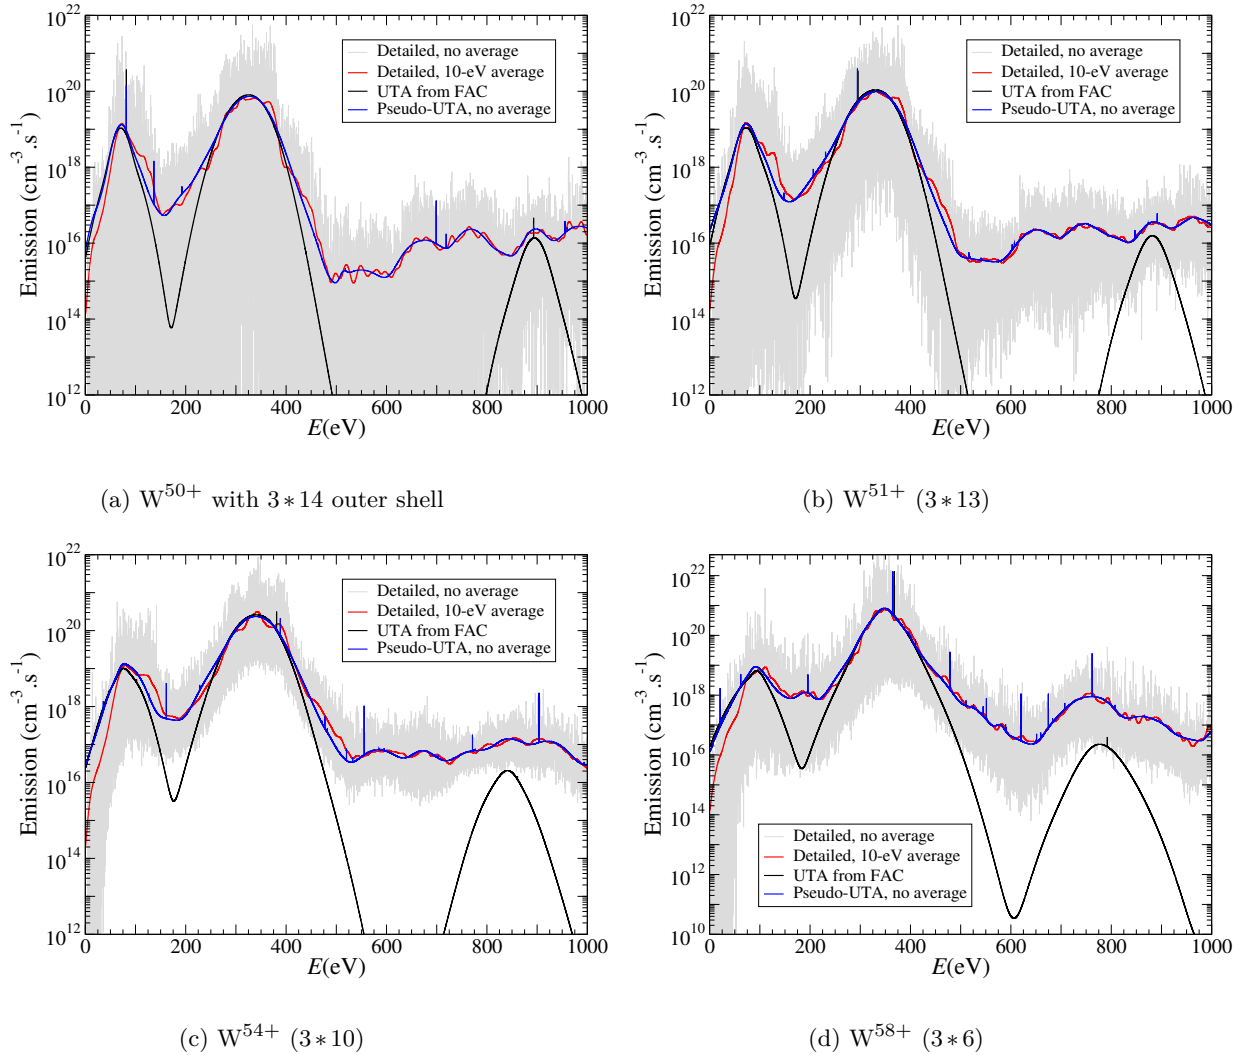 10^22
10^20
10^18
10^16
10^14
10^12
Emission (cm^-3 .s^-1)
Detailed, no average
Detailed, 10-eV average
UTA from FAC
Pseudo-UTA, no average
0 200 400 600 800 1000
E(eV)
(a) W^50+ with 3*14 outer shell
10^22
10^20
10^18
10^16
10^14
10^12
Emission (cm^-3 .s^-1)
Detailed, no average
Detailed, 10-eV average
UTA from FAC
Pseudo-UTA, no average
0 200 400 600 800 1000
E(eV)
(b) W^51+ (3*13)
10^22
10^20
10^18
10^16
10^14
10^12
Emission (cm^-3 .s^-1)
Detailed, no average
Detailed, 10-eV average
UTA from FAC
Pseudo-UTA, no average
0 200 400 600 800 1000
E(eV)
(c) W^54+ (3*10)
10^22
10^20
10^18
10^16
10^14
10^12
10^10
Emission (cm^-3 .s^-1)
Detailed, no average
Detailed, 10-eV average
UTA from FAC
Pseudo-UTA, no average
0 200 400 600 800 1000
E(eV)
(d) W^58+ (3*6)